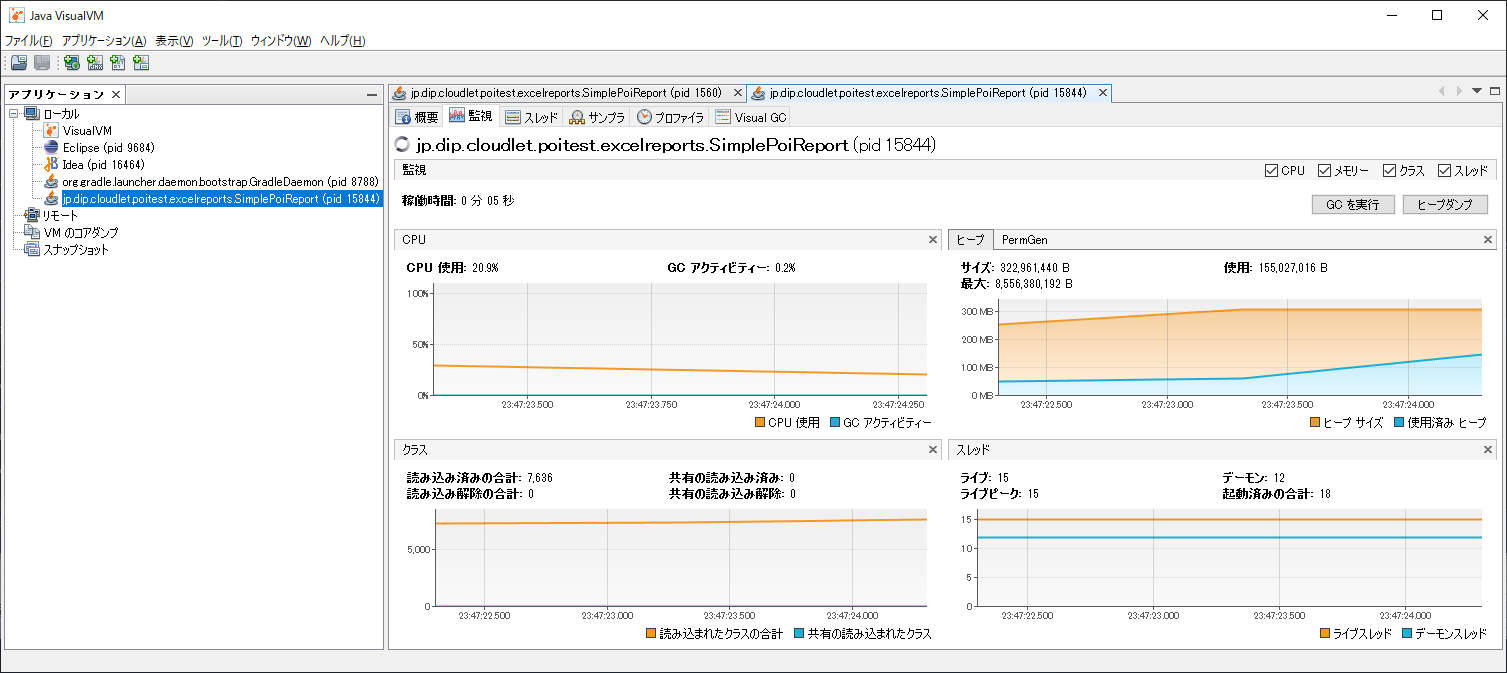 Java VisualVM
ファイル(F) アプリケーション(A) 表示(V) ツール(T) ウィンドウ(W) ヘルプ(H)
アプリケーション
ローカル
VisualVM
Eclipse (pid 9684)
Idea (pid 16464)
org.gradle.launcher.daemon.bootstrap.GradleDaemon (pid 8788)
jp.dip.cloudlet.poitest.excelreports.SimplePoiReport (pid 15844)
リモート
VM のコアダンプ
スナップショット
jp.dip.cloudlet.poitest.excelreports.SimplePoiReport (pid 1560) jp.dip.cloudlet.poitest.excelreports.SimplePoiReport (pid 15844)
概要 監視 スレッド サンプラ プロファイラ Visual GC
jp.dip.cloudlet.poitest.excelreports.SimplePoiReport (pid 15844)
監視 CPU メモリー クラス スレッド
稼働時間: 0 分 05 秒 GC を実行 ヒープダンプ
CPU
CPU 使用: 20.9% GC アクティビティー: 0.2%
100%
50%
0%
23:47:23.500 23:47:23.750 23:47:24.000 23:47:24.250
CPU 使用 GC アクティビティー
ヒープ PermGen
サイズ: 322,961,440 B 使用: 155,027,016 B
最大: 8,556,380,192 B
300 MB
200 MB
100 MB
0 MB
23:47:22.500 23:47:23.000 23:47:23.500 23:47:24.000
ヒープ サイズ 使用済み ヒープ
クラス
読み込み済みの合計: 7,636 共有の読み込み済み: 0
読み込み解除の合計: 0 共有の読み込み解除: 0
5,000
0
23:47:22.500 23:47:23.000 23:47:23.500 23:47:24.000
読み込まれたクラスの合計 共有の読み込まれたクラス
スレッド
ライブ: 15 デーモン: 12
ライブピーク: 15 起動済みの合計: 18
15
10
5
0
23:47:22.500 23:47:23.000 23:47:23.500 23:47:24.000
ライブスレッド デーモンスレッド